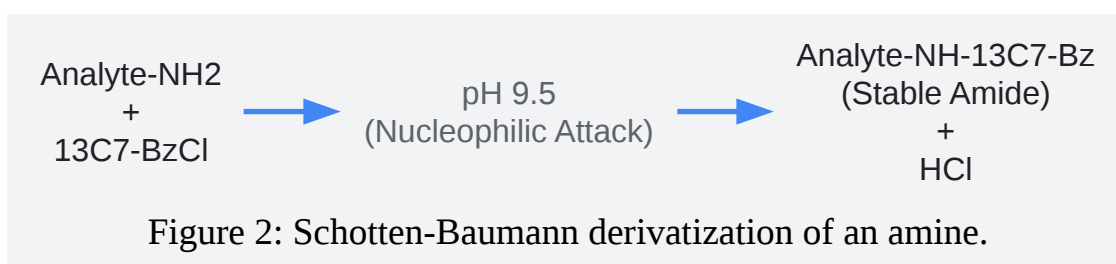 Analyte-NH2
+
13C7-BzCl
pH 9.5
(Nucleophilic Attack)
Analyte-NH-13C7-Bz
(Stable Amide)
+
HCl
Figure 2: Schotten-Baumann derivatization of an amine.